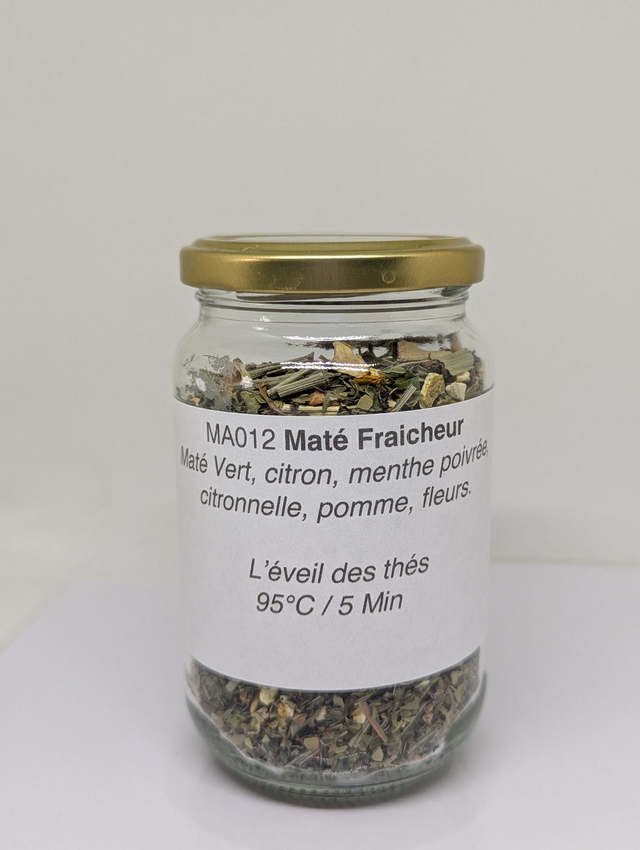 MA012 Maté Fraicheur
Maté Vert, citron, menthe poivrée,
citronnelle, pomme, fleurs.
L'éveil des thés
95°C / 5 Min